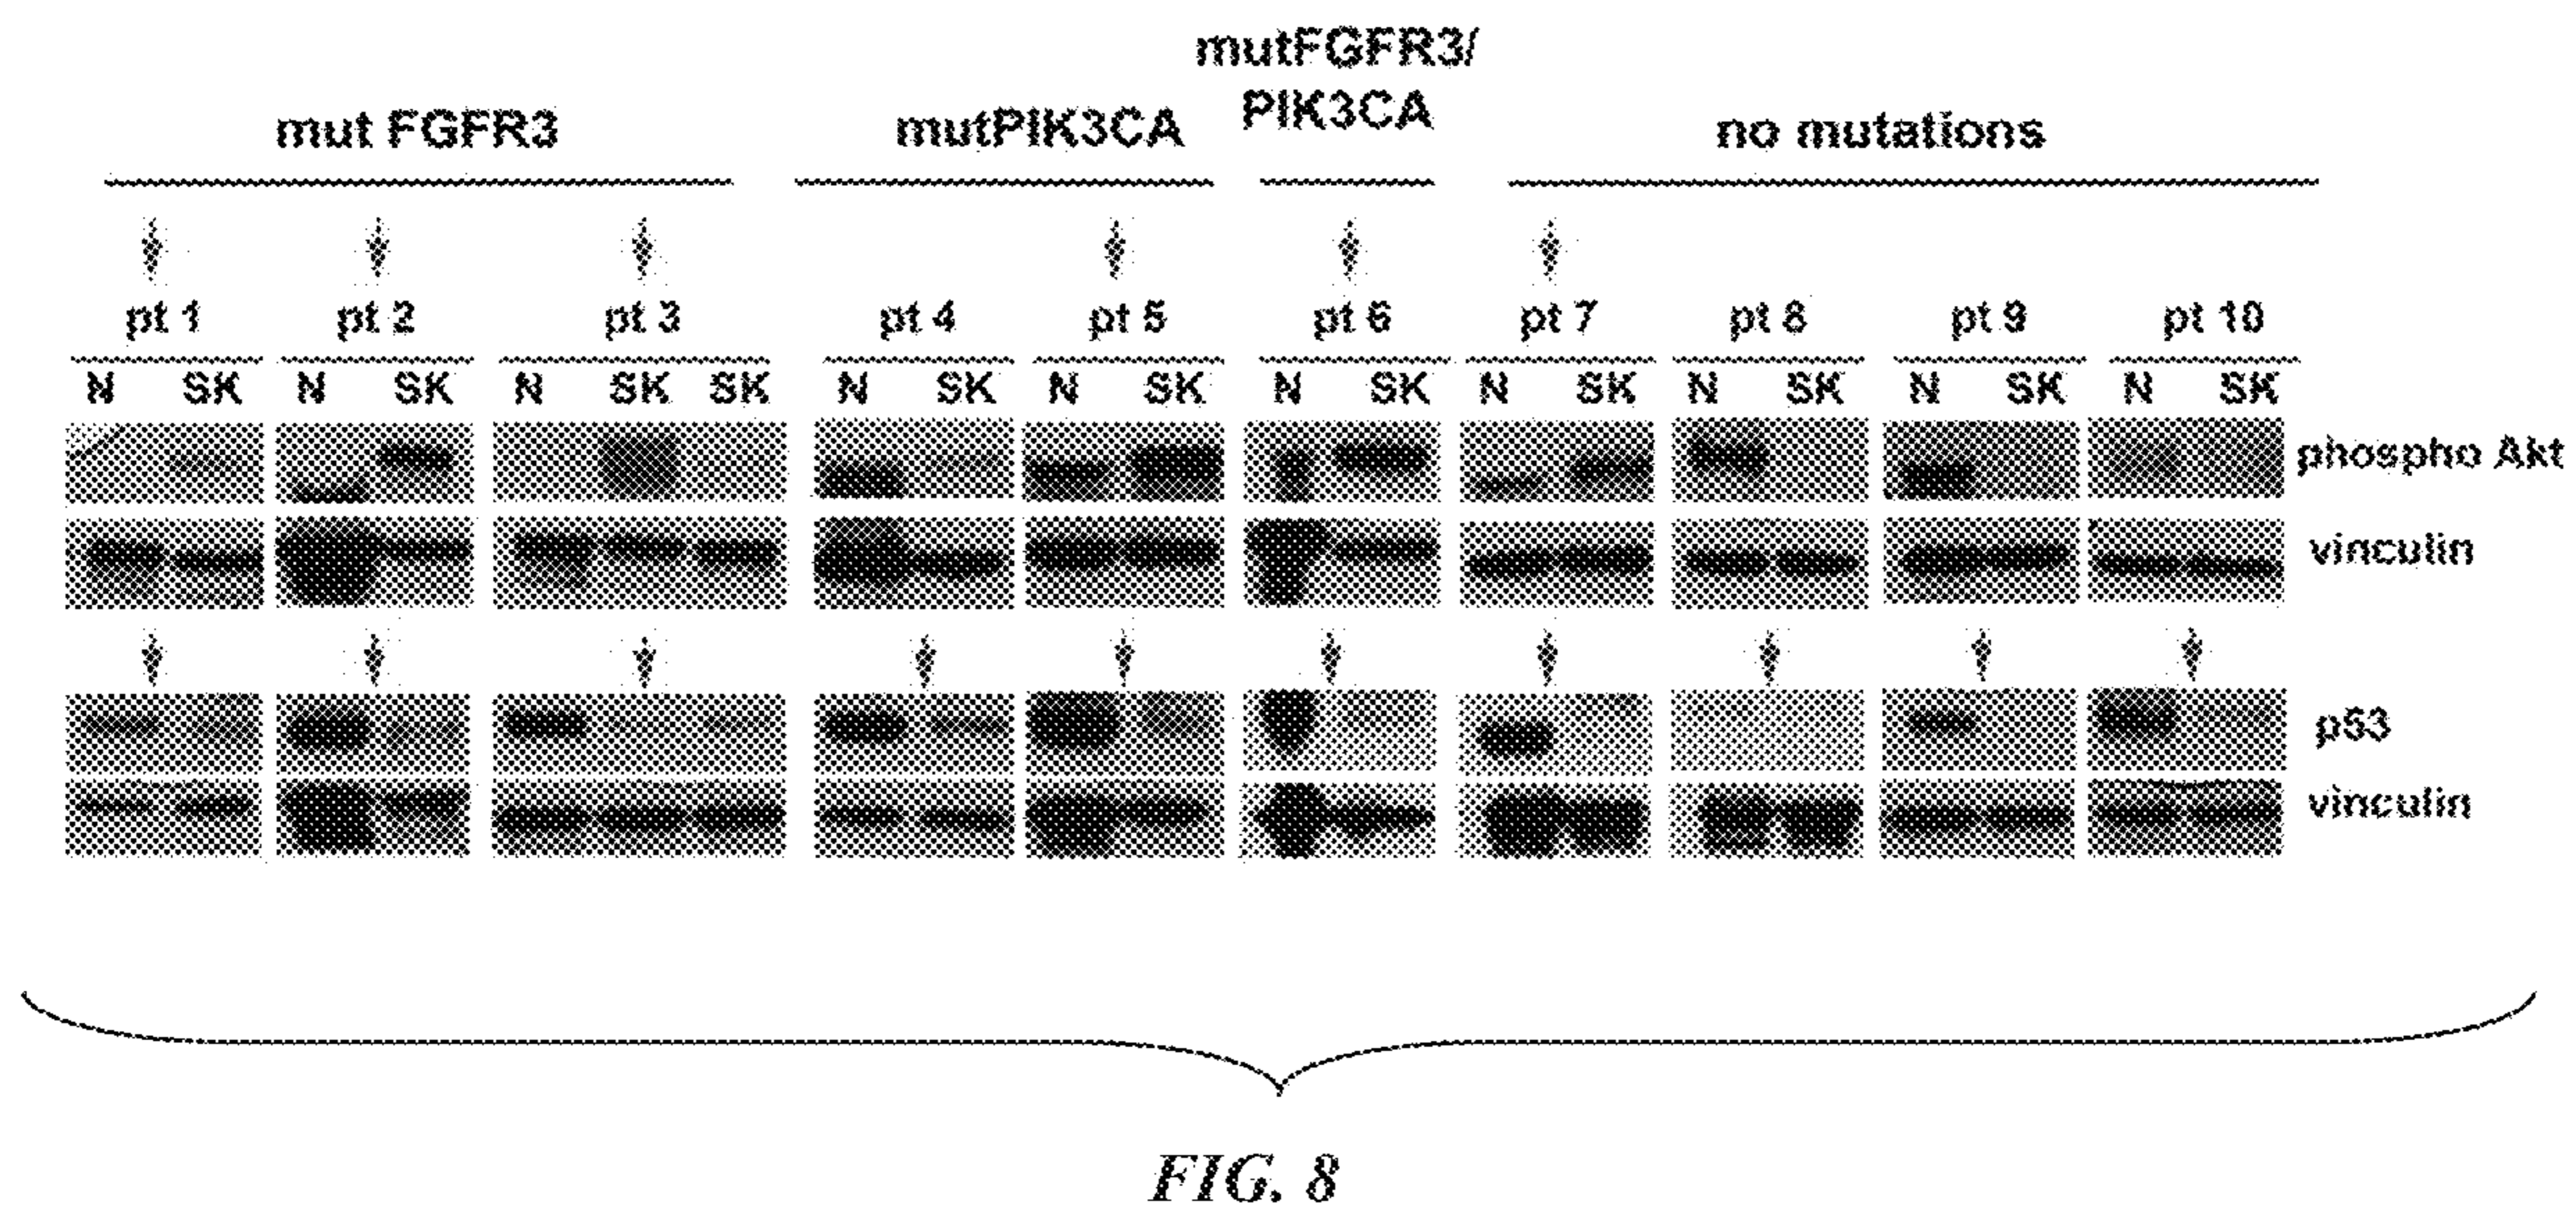 mutFGFR3/
PIK3CA
mut FGFR3 mutPIK3CA no mutations
pt 1 pt 2 pt 3 pt 4 pt 5 pt 6 pt 7 pt 8 pt 9 pt 10
N SK N SK N SK SK N SK N SK N SK N SK N SK N SK N SK
phospho Akt
vinculin
p53
vinculin
FIG. 8